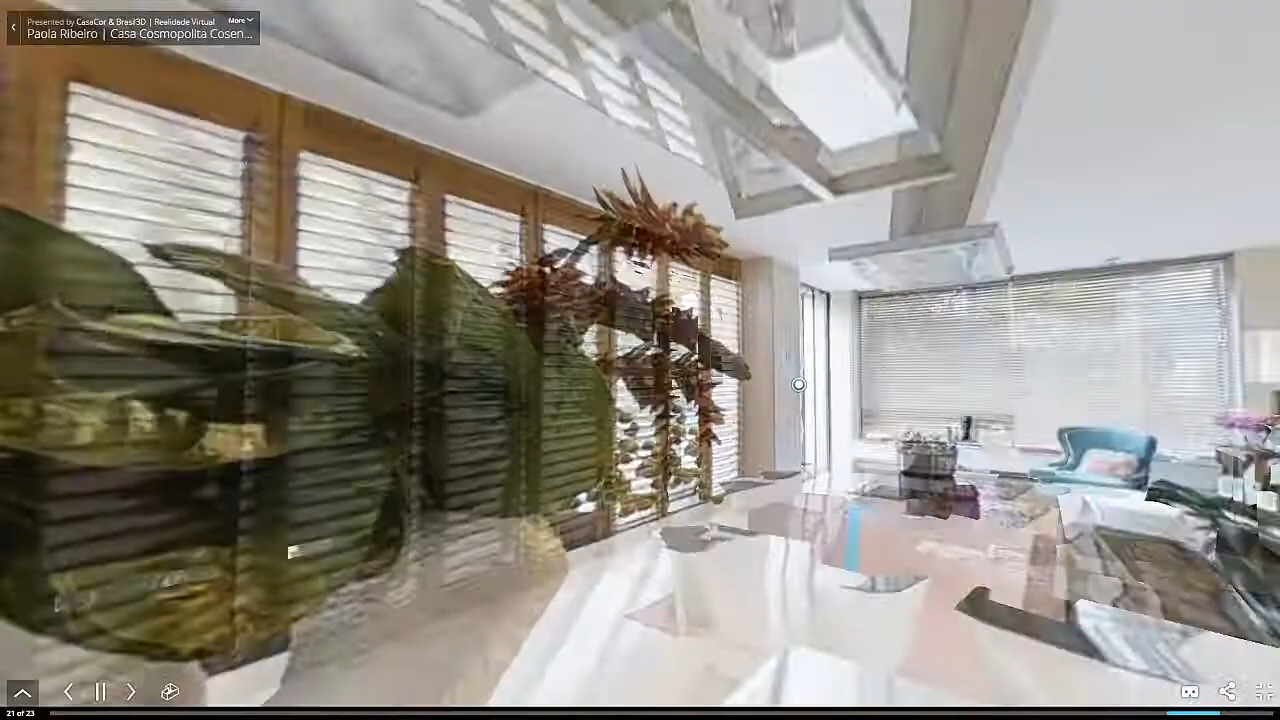 Presented by CasaCor & Brasil3D | Realidade Virtual
More
Paola Ribeiro | Casa Cosmopolita Cosen...
21 of 23